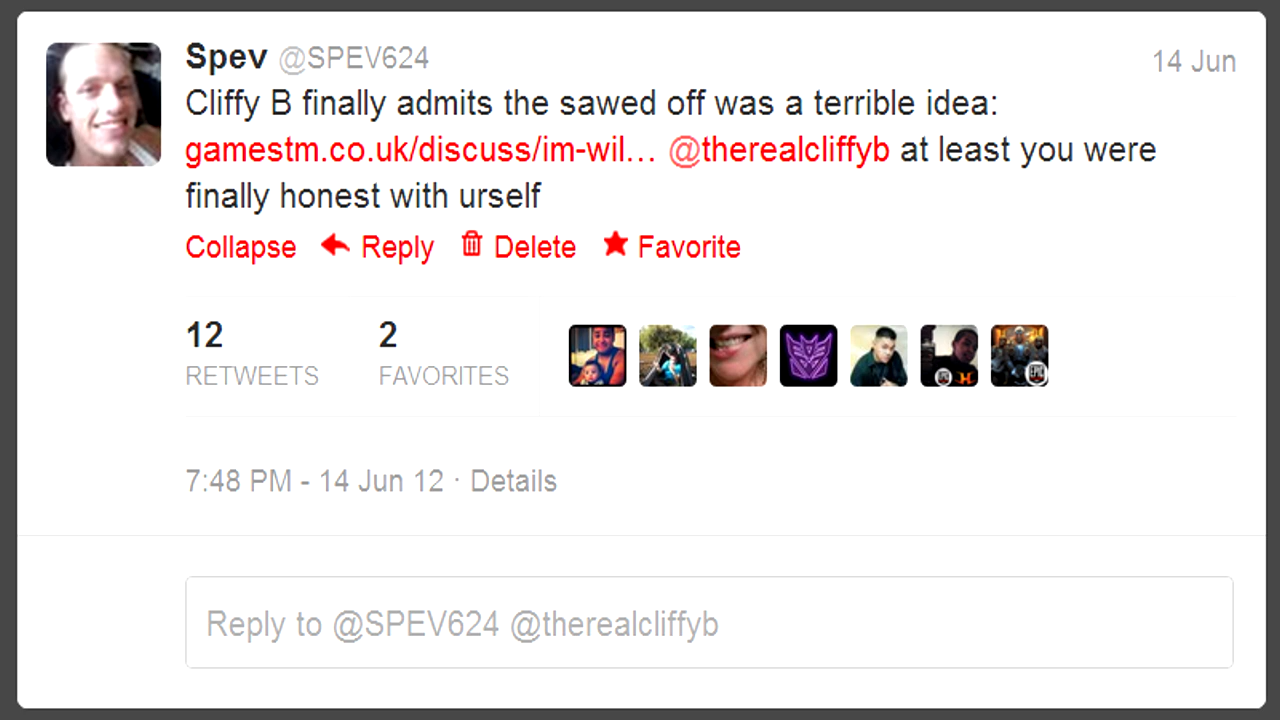 Spev @SPEV624 14 Jun
Cliffy B finally admits the sawed off was a terrible idea:
gamestm.co.uk/discuss/im-wil… @therealcliffyb at least you were
finally honest with urself
Collapse Reply Delete Favorite
12 2
RETWEETS FAVORITES
EPIC
7:48 PM - 14 Jun 12 · Details
Reply to @SPEV624 @therealcliffyb